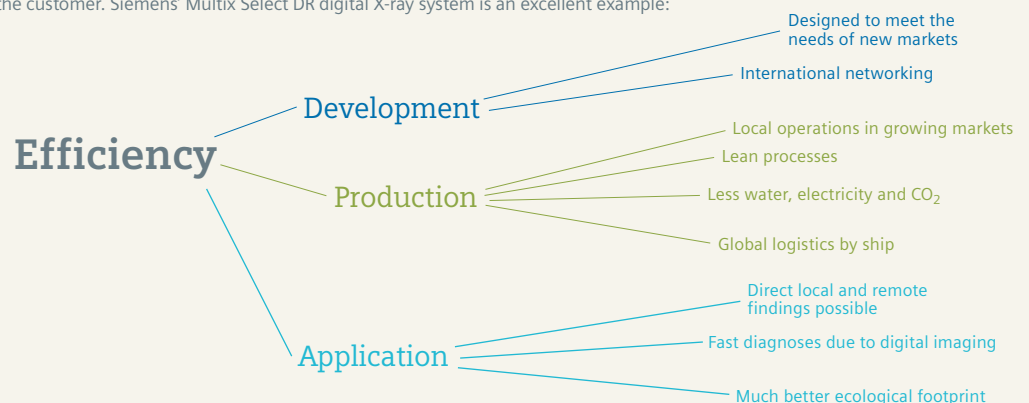 the customer. Siemens’ Multix Select DR digital X-ray system is an excellent example:
Efficiency
Development
Designed to meet the
needs of new markets
International networking
Production
Local operations in growing markets
Lean processes
Less water, electricity and CO₂
Global logistics by ship
Application
Direct local and remote
findings possible
Fast diagnoses due to digital imaging
Much better ecological footprint